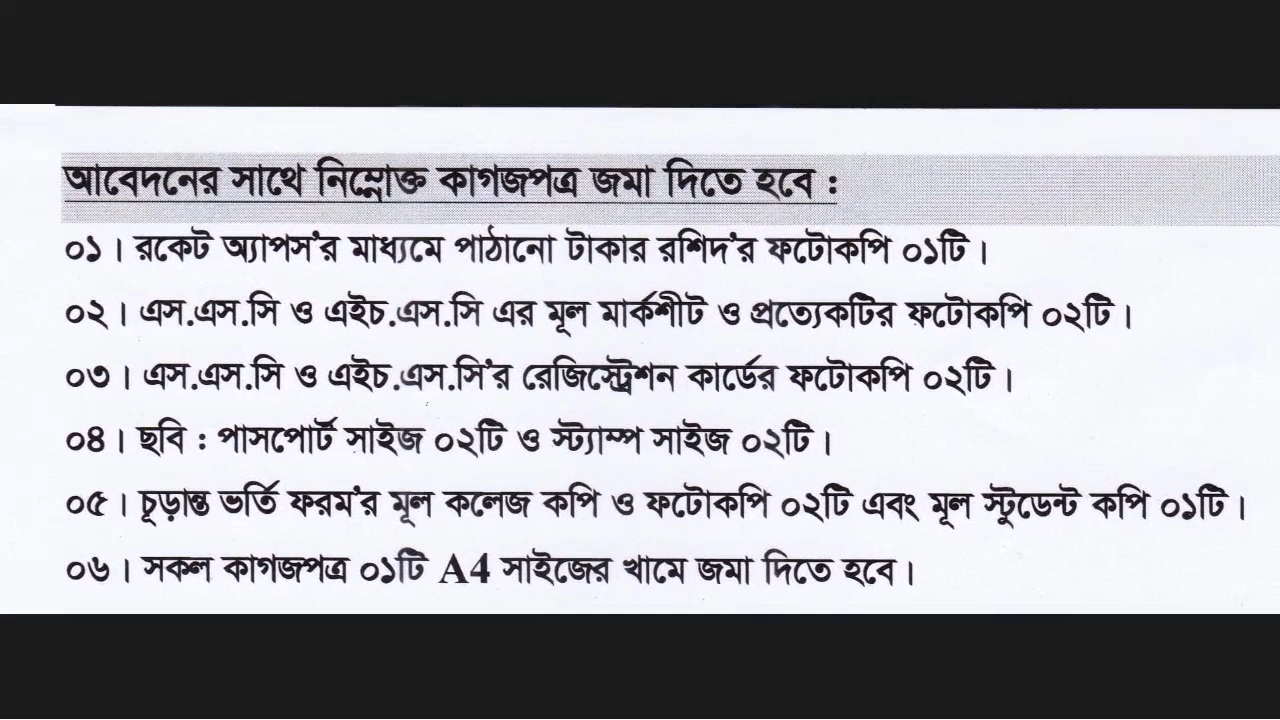 আবেদনের সাথে নিম্নোক্ত কাগজপত্র জমা দিতে হবে :
০১। রকেট অ্যাপস'র মাধ্যমে পাঠানো টাকার রশিদ'র ফটোকপি ০১টি।
০২। এস.এস.সি ও এইচ.এস.সি এর মূল মার্কশীট ও প্রত্যেকটির ফটোকপি ০২টি।
০৩। এস.এস.সি ও এইচ.এস.সি'র রেজিস্ট্রেশন কার্ডের ফটোকপি ০২টি।
০৪। ছবি : পাসপোর্ট সাইজ ০২টি ও স্ট্যাম্প সাইজ ০২টি।
০৫। চূড়ান্ত ভর্তি ফরম'র মূল কলেজ কপি ও ফটোকপি ০২টি এবং মূল স্টুডেন্ট কপি ০১টি।
০৬। সকল কাগজপত্র ০১টি A4 সাইজের খামে জমা দিতে হবে।